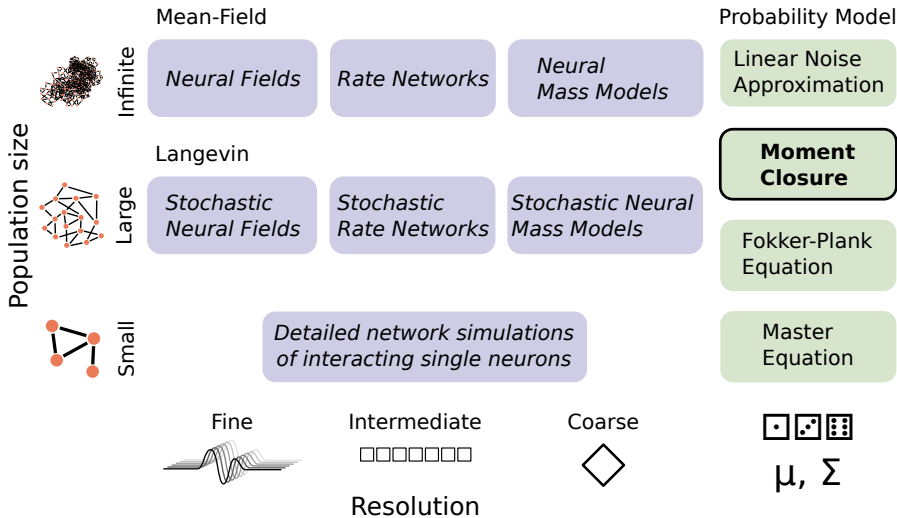 Mean-Field
Probability Model
Population size
Infinite
Neural Fields
Rate Networks
Neural
Mass Models
Linear Noise
Approximation
Langevin
Moment
Closure
Large
Stochastic
Neural Fields
Stochastic
Rate Networks
Stochastic Neural
Mass Models
Fokker-Plank
Equation
Small
Detailed network simulations
of interacting single neurons
Master
Equation
Fine
Intermediate
Coarse
μ, Σ
Resolution